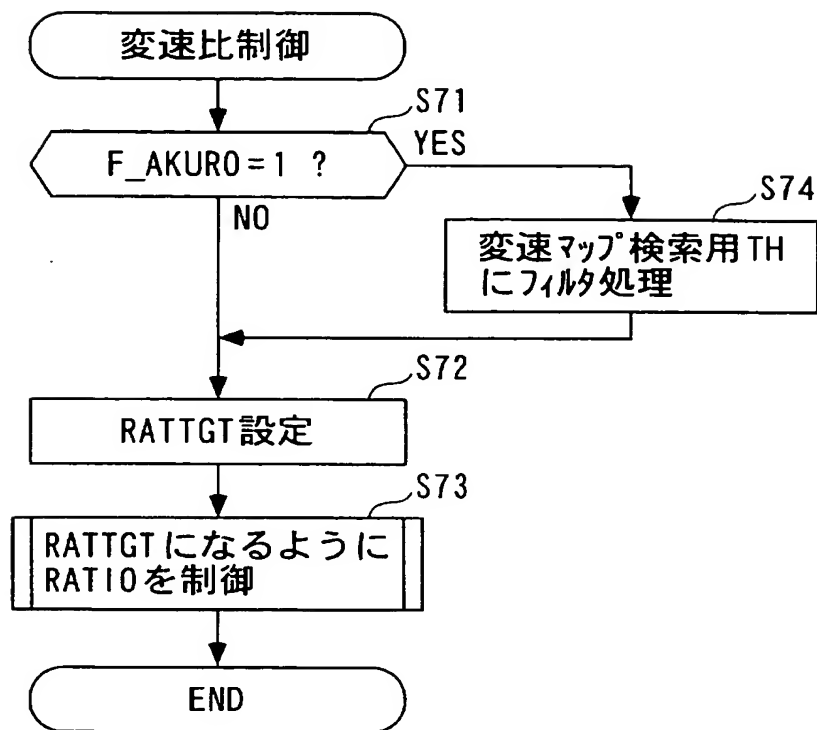 変速比制御
S71
F_AKURO=1 ?
YES
NO
S74
変速マップ検索用TH
にフィルタ処理
S72
RATTGT設定
S73
RATTGTになるように
RATIOを制御
END